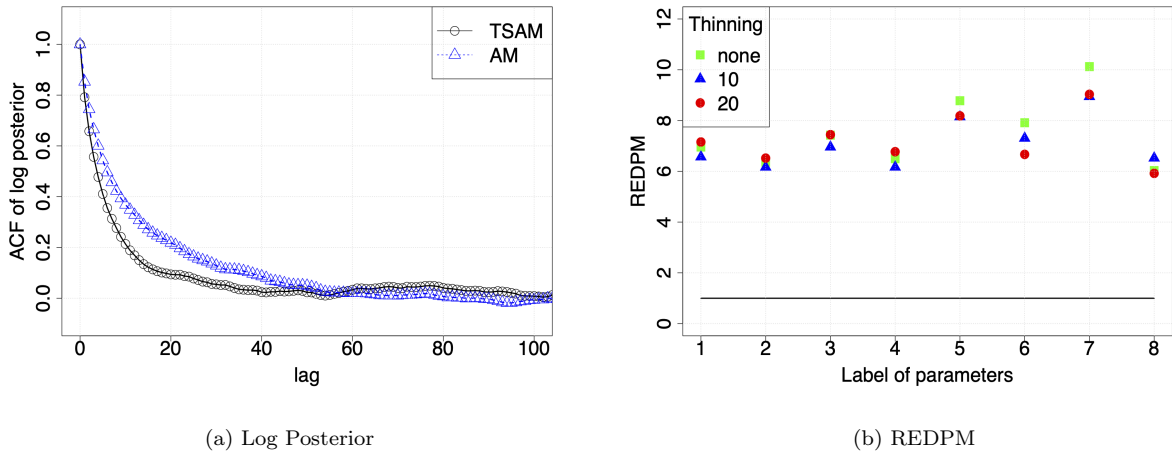 ACF of log posterior
0.0 0.2 0.4 0.6 0.8 1.0
TSAM
AM
0 20 40 60 80 100
lag
(a) Log Posterior
REDPM
0 2 4 6 8 10 12
Thinning
none
10
20
1 2 3 4 5 6 7 8
Label of parameters
(b) REDPM